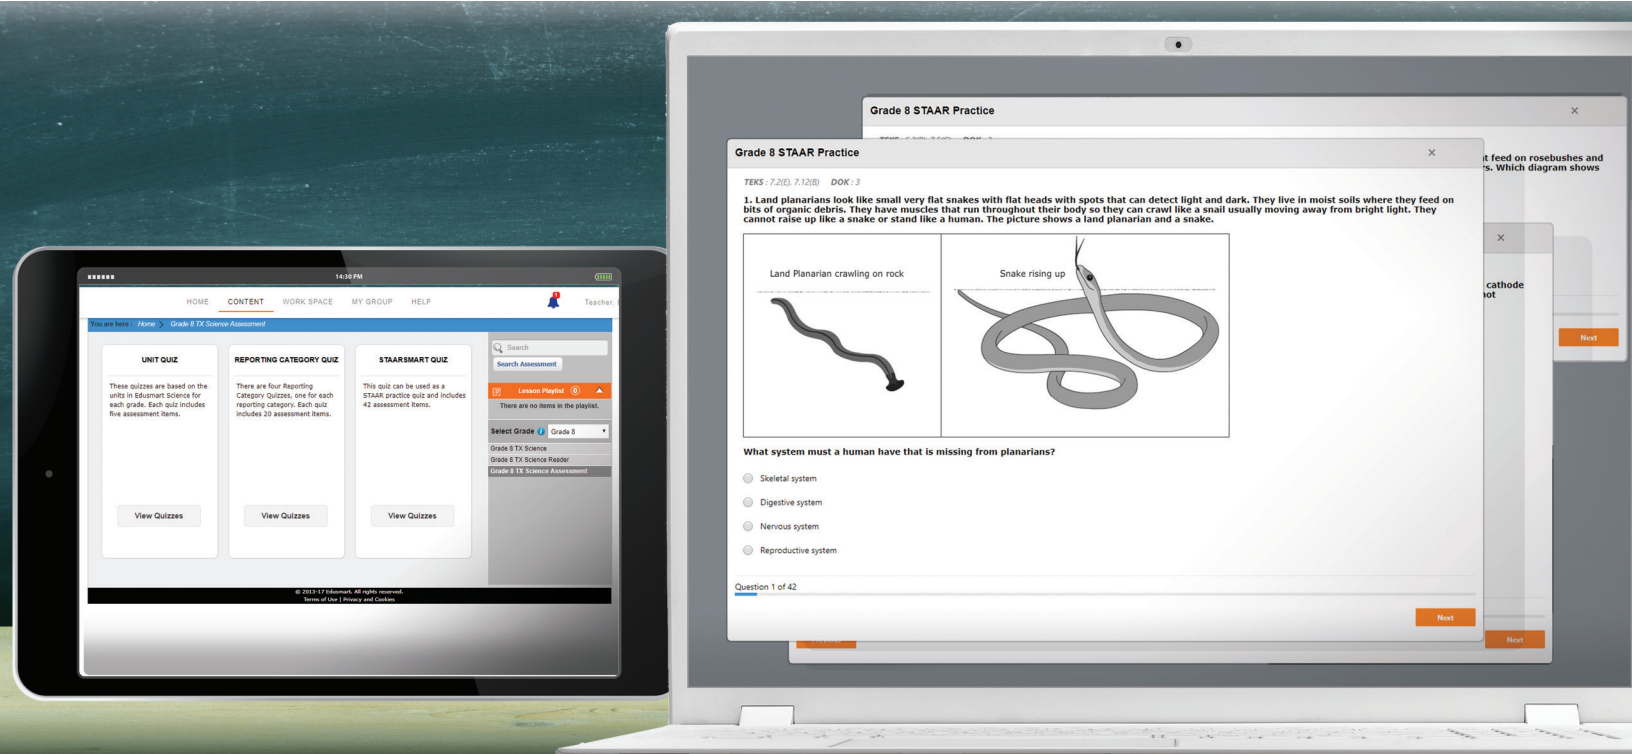 14:30 PM
HOME CONTENT WORK SPACE MY GROUP HELP
1
Teacher,
You are here : Home > Grade 8 TX Science Assessment
UNIT QUIZ
These quizzes are based on the
units in Edusmart Science for
each grade. Each quiz includes
five assessment items.
View Quizzes
REPORTING CATEGORY QUIZ
There are four Reporting
Category Quizzes, one for each
reporting category. Each quiz
includes 20 assessment items.
View Quizzes
STAARSMART QUIZ
This quiz can be used as a
STAAR practice quiz and includes
42 assessment items.
View Quizzes
Search
Search Assessment
Lesson Playlist 0
There are no items in the playlist.
Select Grade i Grade 8
Grade 8 TX Science
Grade 8 TX Science Reader
Grade 8 TX Science Assessment
© 2013-17 Edusmart. All rights reserved.
Terms of Use | Privacy and Cookies
Grade 8 STAAR Practice ×
feed on rosebushes and
Which diagram shows
×
cathode
Next
Next
Grade 8 STAAR Practice ×
TEKS : 7.2(E), 7.12(B) DOK : 3
1. Land planarians look like small very flat snakes with flat heads with spots that can detect light and dark. They live in moist soils where they feed on
bits of organic debris. They have muscles that run throughout their body so they can crawl like a snail usually moving away from bright light. They
cannot raise up like a snake or stand like a human. The picture shows a land planarian and a snake.
Land Planarian crawling on rock
Snake rising up
What system must a human have that is missing from planarians?
Skeletal system
Digestive system
Nervous system
Reproductive system
Question 1 of 42
Next